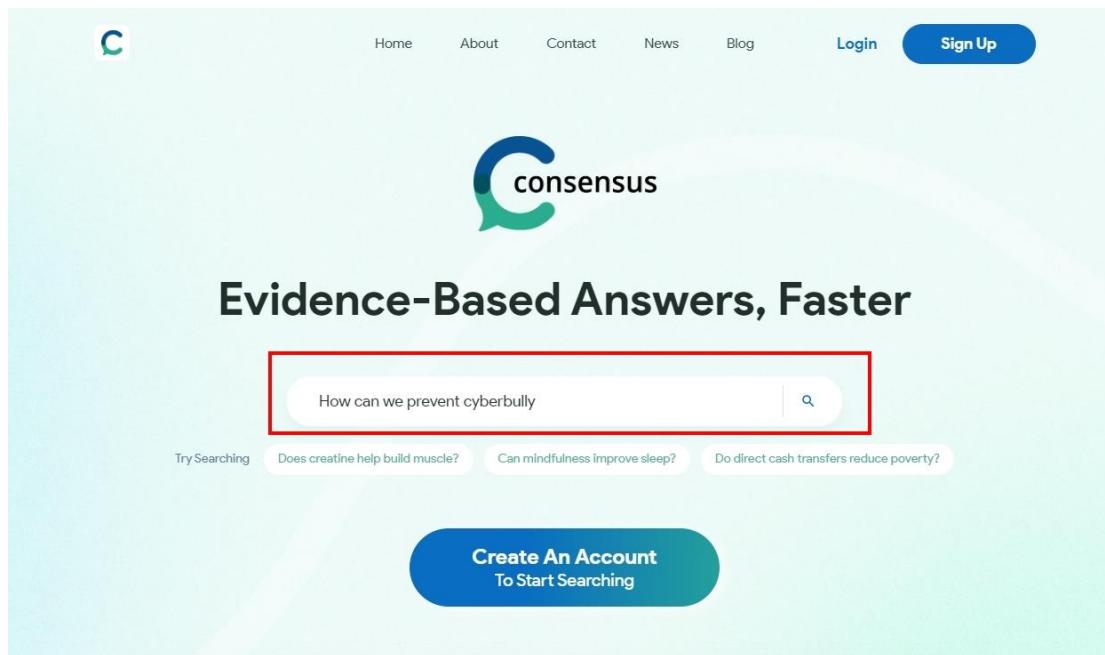 Home About Contact News Blog Login Sign Up
consensus
Evidence-Based Answers, Faster
How can we prevent cyberbully
Try Searching Does creatine help build muscle? Can mindfulness improve sleep? Do direct cash transfers reduce poverty?
Create An Account
To Start Searching